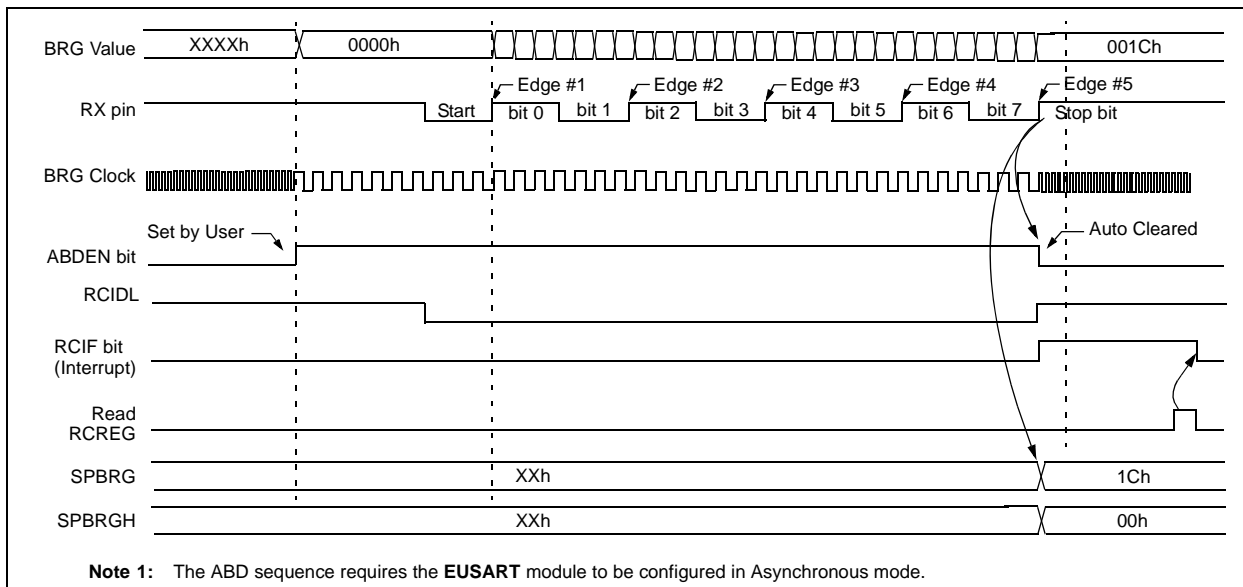 BRG Value XXXXh 0000h 001Ch
Edge #1 Edge #2 Edge #3 Edge #4 Edge #5
RX pin Start bit 0 bit 1 bit 2 bit 3 bit 4 bit 5 bit 6 bit 7 Stop bit
BRG Clock
Set by User Auto Cleared
ABDEN bit
RCIDL
RCIF bit
(Interrupt)
Read
RCREG
SPBRG XXh 1Ch
SPBRGH XXh 00h
Note 1: The ABD sequence requires the EUSART module to be configured in Asynchronous mode.